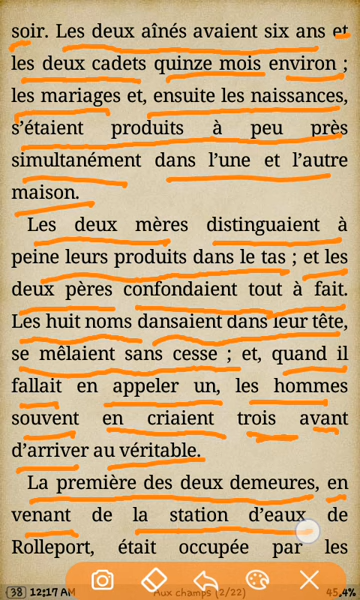 soir. Les deux aînés avaient six ans et
les deux cadets quinze mois environ ;
les mariages et, ensuite les naissances,
s'étaient produits à peu près
simultanément dans l'une et l'autre
maison.
Les deux mères distinguaient à
peine leurs produits dans le tas ; et les
deux pères confondaient tout à fait.
Les huit noms dansaient dans leur tête,
se mêlaient sans cesse ; et, quand il
fallait en appeler un, les hommes
souvent en criaient trois avant
d'arriver au véritable.
La première des deux demeures, en
venant de la station d'eaux de
Rolleport, était occupée par les
38 12:17 AM Aux champs (2/22) 45.4%